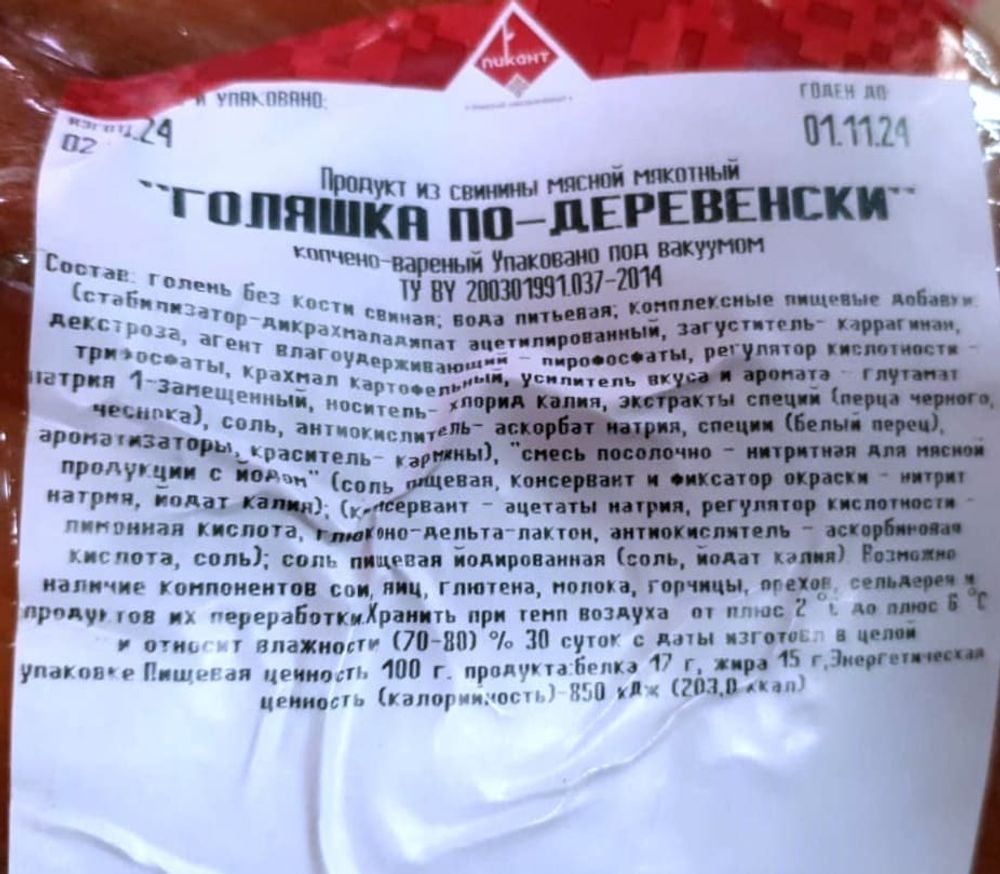 пикант
И УПАКОВАНО:
ГОДЕН ДО:
02 .24
01.11.24
Продукт из свинины мясной мякотный
"ГОЛЯШКА ПО-ДЕРЕВЕНСКИ"
копчено-вареный Упаковано под вакуумом
ТУ BY 200301991.037-2014
Состав: голень без кости свиная; вода питьевая; комплексные пищевые добавки:
(стабилизатор-дикрахмаладипат ацетилированный, загуститель- каррагинан,
декстроза, агент влагоудерживающий - пирофосфаты, регулятор кислотности -
трифосфаты, крахмал картофельный, усилитель вкуса и аромата - глутамат
натрия 1-замещенный, носитель- хлорид калия, экстракты специй (перца черного,
чеснока), соль, антиокислитель- аскорбат натрия, специи (белый перец),
ароматизаторы, краситель- кармины), "смесь посолочно - нитритная для мясной
продукции с йодом" (соль пищевая, консервант и фиксатор окраски - нитрит
натрия, йодат калия); (консервант - ацетаты натрия, регулятор кислотности -
лимонная кислота, глюконо-дельта-лактон, антиокислитель - аскорбиновая
кислота, соль); соль пищевая йодированная (соль, йодат калия) Возможно
наличие компонентов сои, яиц, глютена, молока, горчицы, орехов, сельдерея и
продуктов их переработки.Хранить при темп воздуха от плюс 2 °C до плюс 6 °C
и относит влажности (70-80) % 30 суток с даты изготовл в целой
упаковке Пищевая ценность 100 г. продукта:белка 17 г, жира 15 г,Энергетическая
ценность (калорийность)-850 кДж (203,0 ккал)